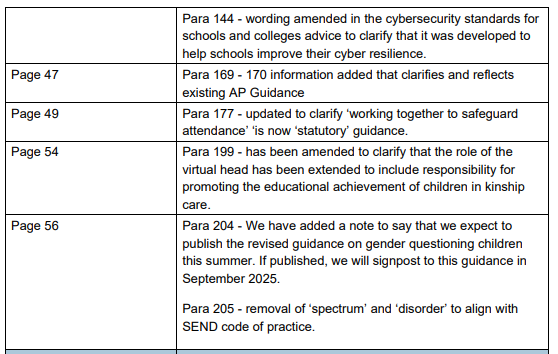 Para 144 - wording amended in the cybersecurity standards for
schools and colleges advice to clarify that it was developed to
help schools improve their cyber resilience.
Page 47
Para 169 - 170 information added that clarifies and reflects
existing AP Guidance
Page 49
Para 177 - updated to clarify ‘working together to safeguard
attendance’ ‘is now ‘statutory’ guidance.
Page 54
Para 199 - has been amended to clarify that the role of the
virtual head has been extended to include responsibility for
promoting the educational achievement of children in kinship
care.
Page 56
Para 204 - We have added a note to say that we expect to
publish the revised guidance on gender questioning children
this summer. If published, we will signpost to this guidance in
September 2025.
Para 205 - removal of ‘spectrum’ and ‘disorder’ to align with
SEND code of practice.